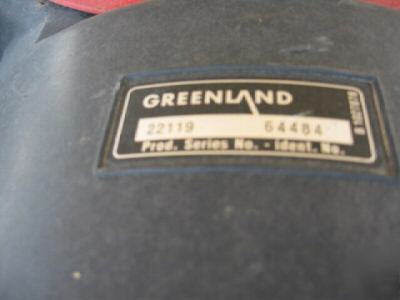 GREENLAND
22119 64484
Prod. Series No. - Ident. No.